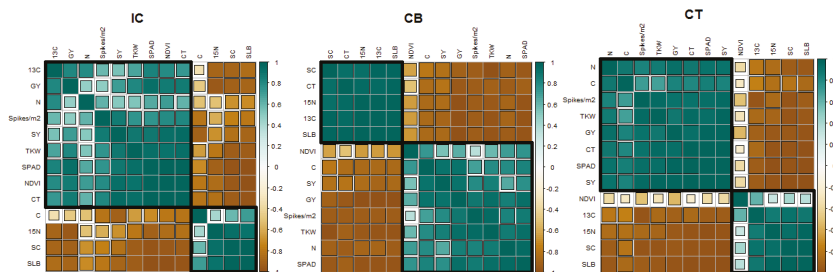 IC
13C GY N Spikes/m2 SY TKW SPAD NDVI CT C 15N SC SLB
13C
GY
N
Spikes/m2
SY
TKW
SPAD
NDVI
CT
C
15N
SC
SLB
1
0.8
0.6
0.4
0.2
0
-0.2
-0.4
-0.6
-0.8
-1
CB
SC CT 15N 13C SLB NDVI C SY GY Spikes/m2 TKW N SPAD
SC
CT
15N
13C
SLB
NDVI
C
SY
GY
Spikes/m2
TKW
N
SPAD
1
0.8
0.6
0.4
0.2
0
-0.2
-0.4
-0.6
-0.8
-1
CT
N C Spikes/m2 TKW GY CT SPAD SY NDVI 13C 15N SC SLB
N
C
Spikes/m2
TKW
GY
CT
SPAD
SY
NDVI
13C
15N
SC
SLB